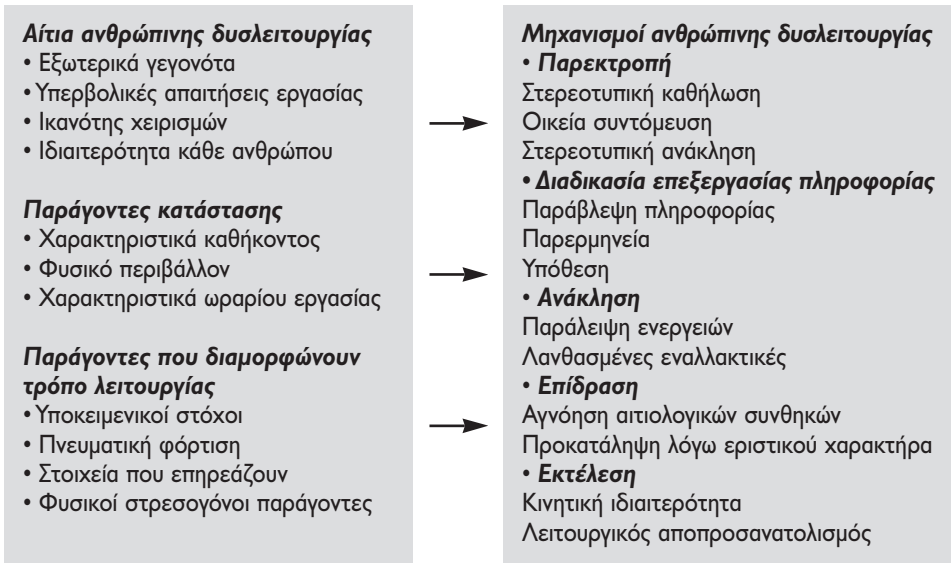 Αίτια ανθρώπινης δυσλειτουργίας
• Εξωτερικά γεγονότα
• Υπερβολικές απαιτήσεις εργασίας
• Ικανότης χειρισμών
• Ιδιαιτερότητα κάθε ανθρώπου
Παράγοντες κατάστασης
• Χαρακτηριστικά καθήκοντος
• Φυσικό περιβάλλον
• Χαρακτηριστικά ωραρίου εργασίας
Παράγοντες που διαμορφώνουν
τρόπο λειτουργίας
• Υποκειμενικοί στόχοι
• Πνευματική φόρτιση
• Στοιχεία που επηρεάζουν
• Φυσικοί στρεσογόνοι παράγοντες
Μηχανισμοί ανθρώπινης δυσλειτουργίας
• Παρεκτροπή
Στερεοτυπική καθήλωση
Οικεία συντόμευση
Στερεοτυπική ανάκληση
• Διαδικασία επεξεργασίας πληροφορίας
Παράβλεψη πληροφορίας
Παρερμηνεία
Υπόθεση
• Ανάκληση
Παράλειψη ενεργειών
Λανθασμένες εναλλακτικές
• Επίδραση
Αγνόηση αιτιολογικών συνθηκών
Προκατάληψη λόγω εριστικού χαρακτήρα
• Εκτέλεση
Κινητική ιδιαιτερότητα
Λειτουργικός αποπροσανατολισμός